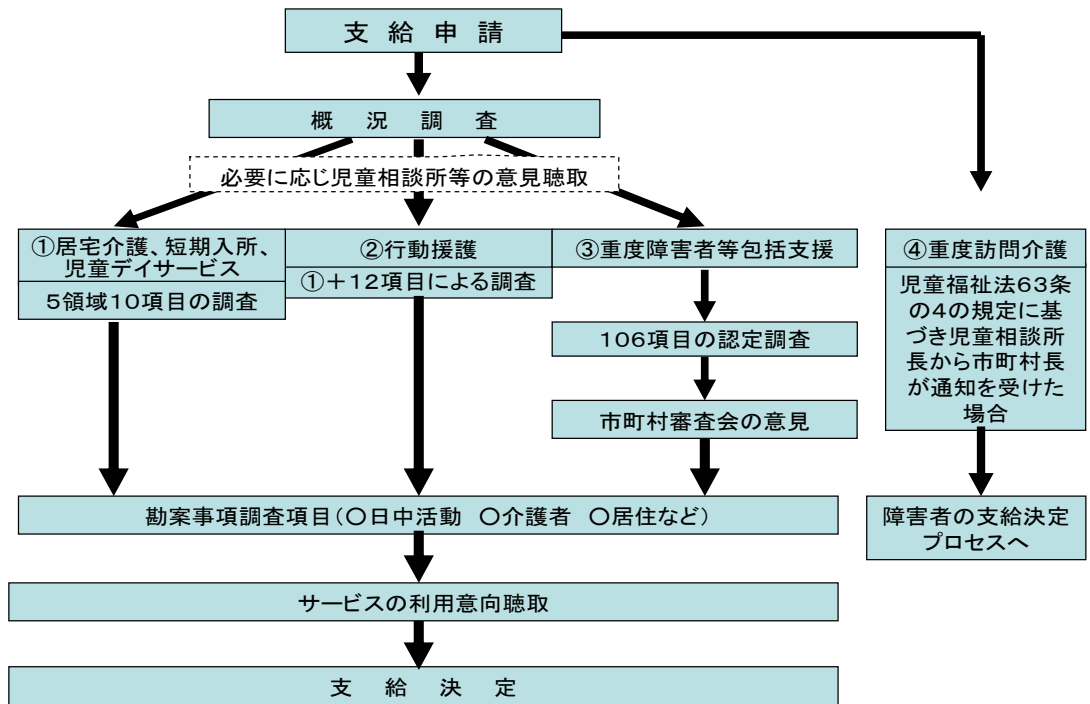 支給申請
概況調査
必要に応じ児童相談所等の意見聴取
①居宅介護、短期入所、
児童デイサービス
5領域10項目の調査
②行動援護
①+12項目による調査
③重度障害者等包括支援
106項目の認定調査
市町村審査会の意見
④重度訪問介護
児童福祉法63条
の4の規定に基
づき児童相談所
長から市町村長
が通知を受けた
場合
勘案事項調査項目(○日中活動 ○介護者 ○居住など)
障害者の支給決定
プロセスへ
サービスの利用意向聴取
支給決定